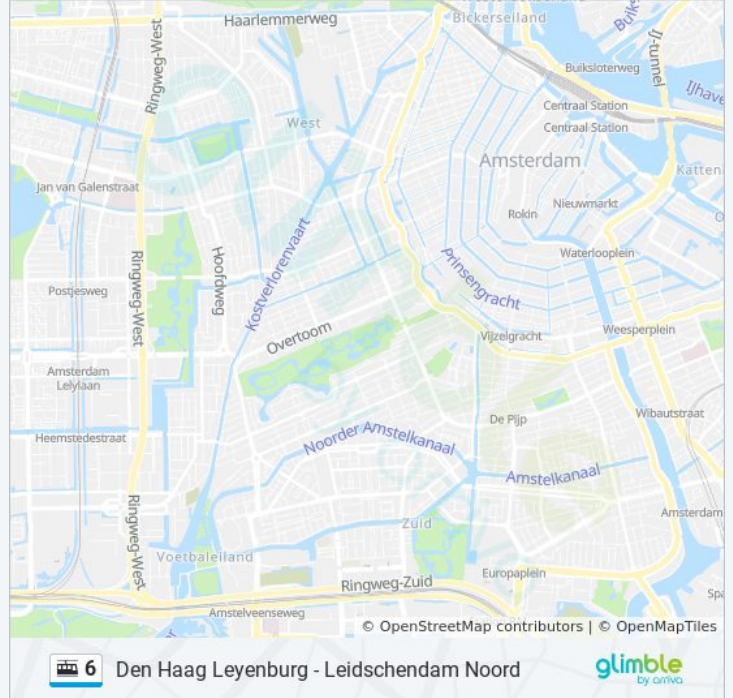 Haarlemmerweg
Bickerseiland
Ringweg-West
IJ-tunnel
Buiksloterweg
IJhave
Centraal Station
Centraal Station
West
Amsterdam
Katten
Jan van Galenstraat
Nieuwmarkt
Rokin
Kostverlorenvaart
Waterlooplein
Hoofdweg
Prinsengracht
Ringweg-West
Postjesweg
Overtoom
Vijzelgracht
Weesperplein
Amsterdam
Lelylaan
De Pijp
Wibautstraat
Heemstedestraat
Noorder Amstelkanaal
Amstelkanaal
Ringweg-West
Amsterdam
Zuid
Voetbaleiland
Europaplein
Ringweg-Zuid
Spa
Amstelveenseweg
© OpenStreetMap contributors | © OpenMapTiles
6 Den Haag Leyenburg - Leidschendam Noord
glimble
by arriva